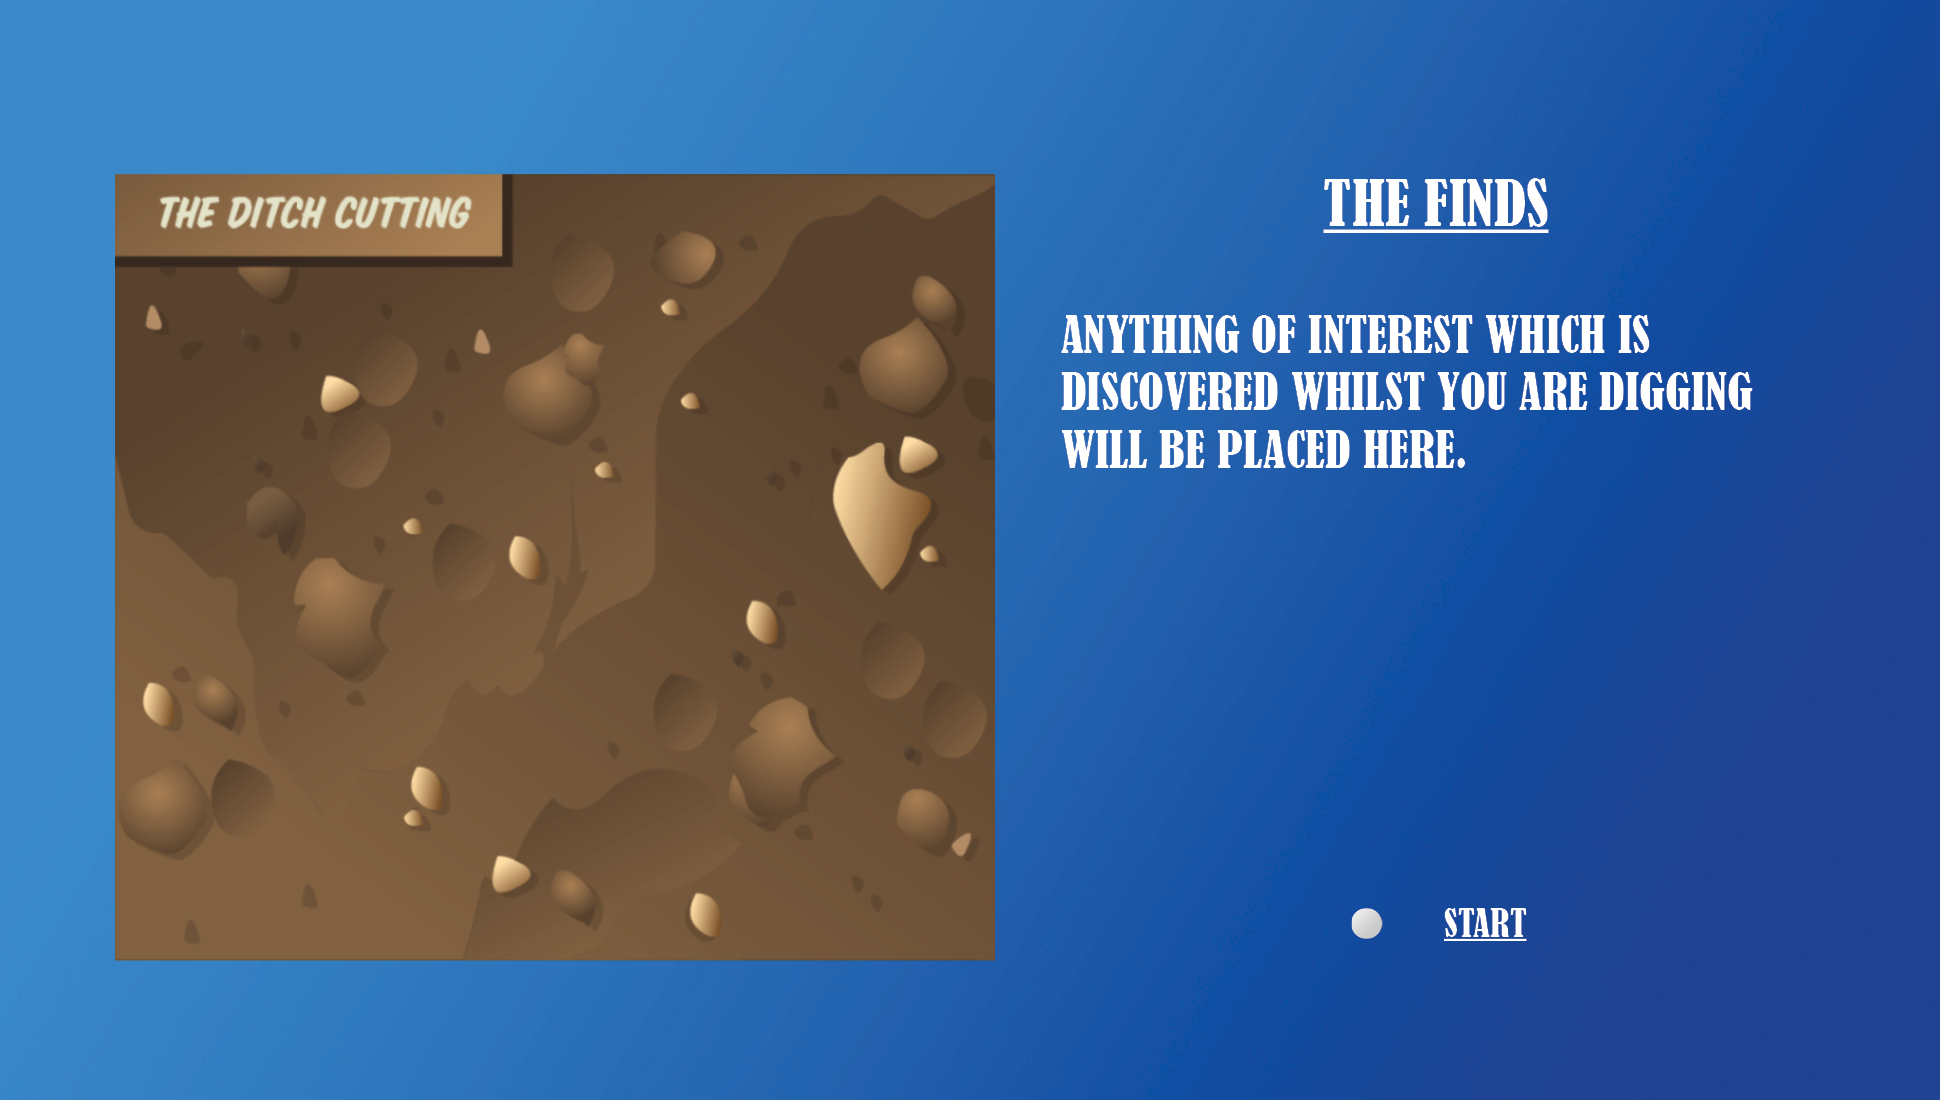 THE DITCH CUTTING
THE FINDS
ANYTHING OF INTEREST WHICH IS
DISCOVERED WHILST YOU ARE DIGGING
WILL BE PLACED HERE.
START